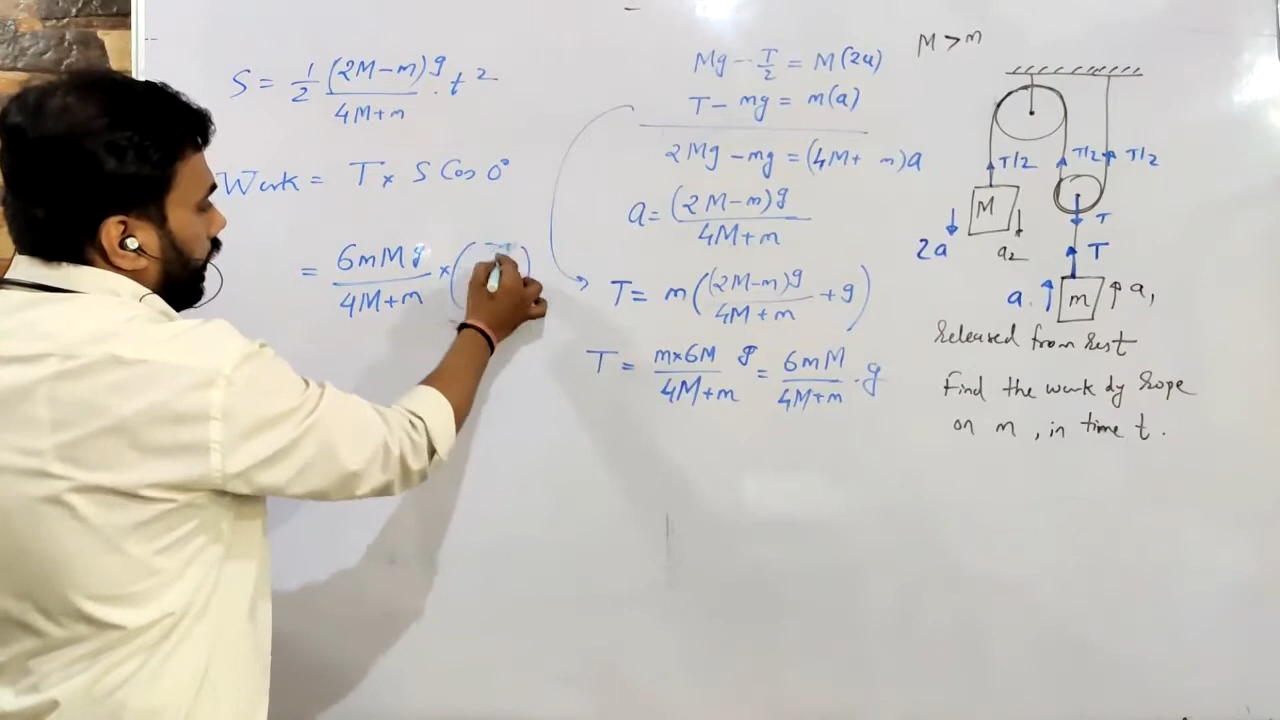 S = 1/2 (2M-m)g/4M+m . t²
Work = T × S Cos 0°
= 6mMg/4M+m × (
Mg - T/2 = M(2a)
T - mg = m(a)
2Mg - mg = (4M+ m)a
a = (2M-m)g/4M+m
T = m((2M-m)g/4M+m + g)
T = m×6M/4M+m g = 6mM/4M+m . g
M > m
T/2
T/2
T/2
M
T
2a
a₂
T
a
m
a₁
Released from rest
Find the work dy rope
on m, in time t.